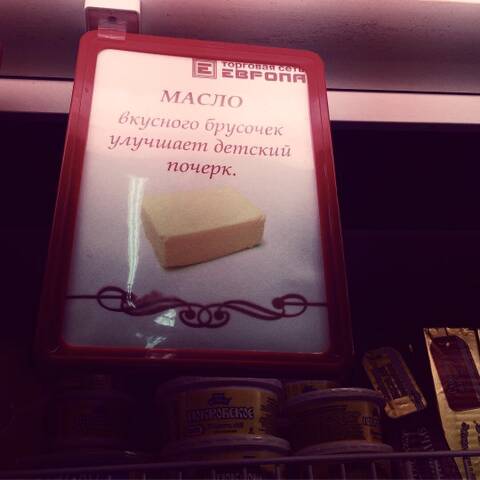 торговая сеть
ЕВРОПА
МАСЛО
вкусного брусочек
улучшает детский
почерк.